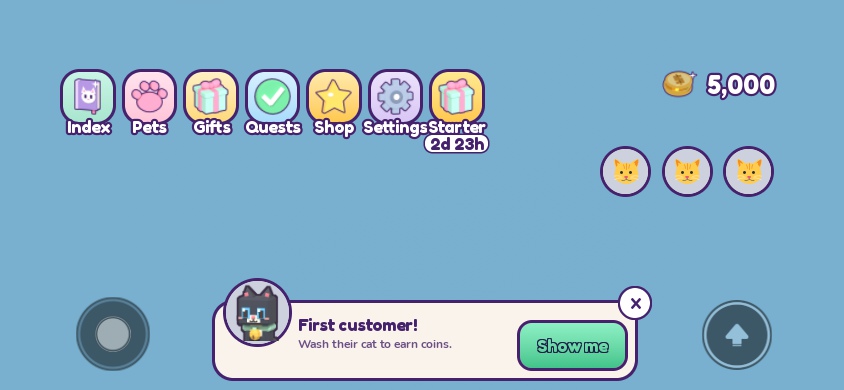 5,000
Index Pets Gifts Quests Shop Settings Starter
2d 23h
First customer!
Wash their cat to earn coins.
Show me